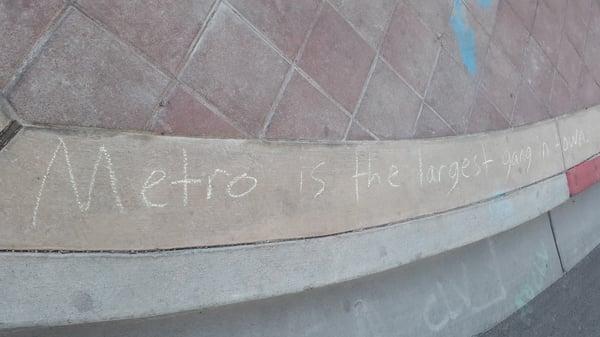 Metro is the largest gang in town.